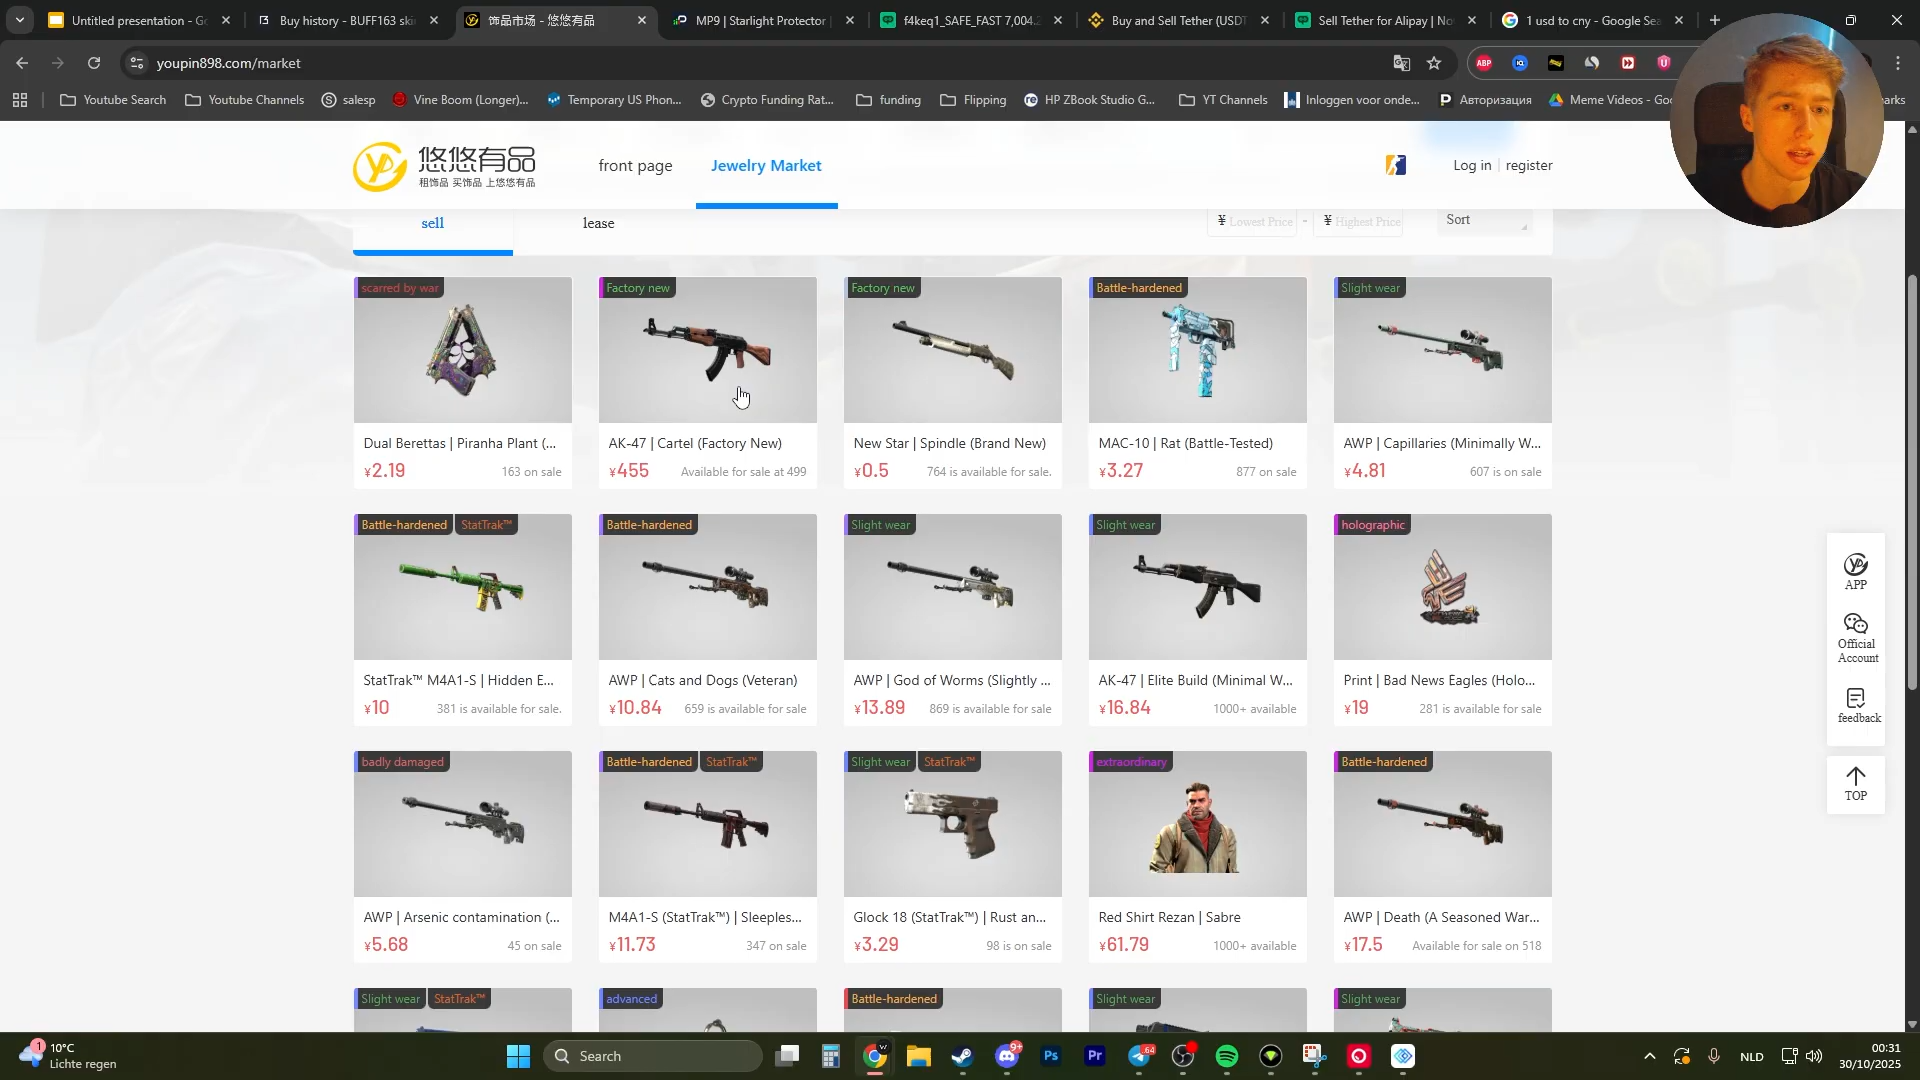 Untitled presentation - Go
Buy history - BUFF163 skin
饰品市场 - 悠悠有品
MP9 | Starlight Protector |
f4keq1_SAFE_FAST 7,004.2
Buy and Sell Tether (USDT
Sell Tether for Alipay | No
1 usd to cny - Google Sea
youpin898.com/market
ABP
Youtube Search
Youtube Channels
salesp
Vine Boom (Longer)...
Temporary US Phon...
Crypto Funding Rat...
funding
Flipping
HP ZBook Studio G...
YT Channels
Inloggen voor onde...
Авторизация
Meme Videos - Goo
arks
悠悠有品
租饰品 买饰品 上悠悠有品
front page
Jewelry Market
Log in | register
sell
lease
¥ Lowest Price - ¥ Highest Price
Sort
scarred by war
Factory new
Factory new
Battle-hardened
Slight wear
Dual Berettas | Piranha Plant (...
AK-47 | Cartel (Factory New)
New Star | Spindle (Brand New)
MAC-10 | Rat (Battle-Tested)
AWP | Capillaries (Minimally W...
¥2.19 163 on sale
¥455 Available for sale at 499
¥0.5 764 is available for sale.
¥3.27 877 on sale
¥4.81 607 is on sale
Battle-hardened StatTrak™
Battle-hardened
Slight wear
Slight wear
holographic
StatTrak™ M4A1-S | Hidden E...
AWP | Cats and Dogs (Veteran)
AWP | God of Worms (Slightly ...
AK-47 | Elite Build (Minimal W...
Print | Bad News Eagles (Holo...
¥10 381 is available for sale.
¥10.84 659 is available for sale
¥13.89 869 is available for sale
¥16.84 1000+ available
¥19 281 is available for sale
badly damaged
Battle-hardened StatTrak™
Slight wear StatTrak™
extraordinary
Battle-hardened
AWP | Arsenic contamination (...
M4A1-S (StatTrak™) | Sleeples...
Glock 18 (StatTrak™) | Rust an...
Red Shirt Rezan | Sabre
AWP | Death (A Seasoned War...
¥5.68 45 on sale
¥11.73 347 on sale
¥3.29 98 is on sale
¥61.79 1000+ available
¥17.5 Available for sale on 518
Slight wear StatTrak™
advanced
Battle-hardened
Slight wear
Slight wear
APP
Official
Account
feedback
TOP
1
10°C
Lichte regen
Search
9+
Ps
Pr
64
NLD
00:31
30/10/2025